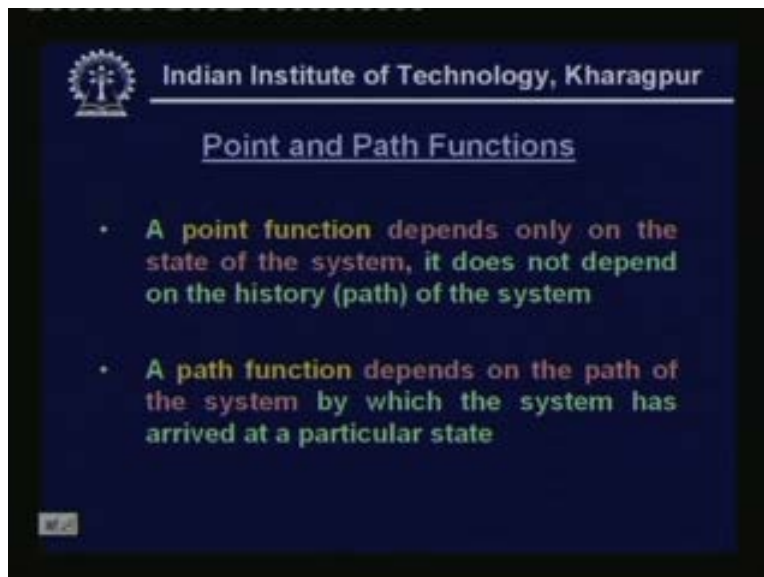 Indian Institute of Technology, Kharagpur
Point and Path Functions
• A point function depends only on the
state of the system, it does not depend
on the history (path) of the system
• A path function depends on the path of
the system by which the system has
arrived at a particular state